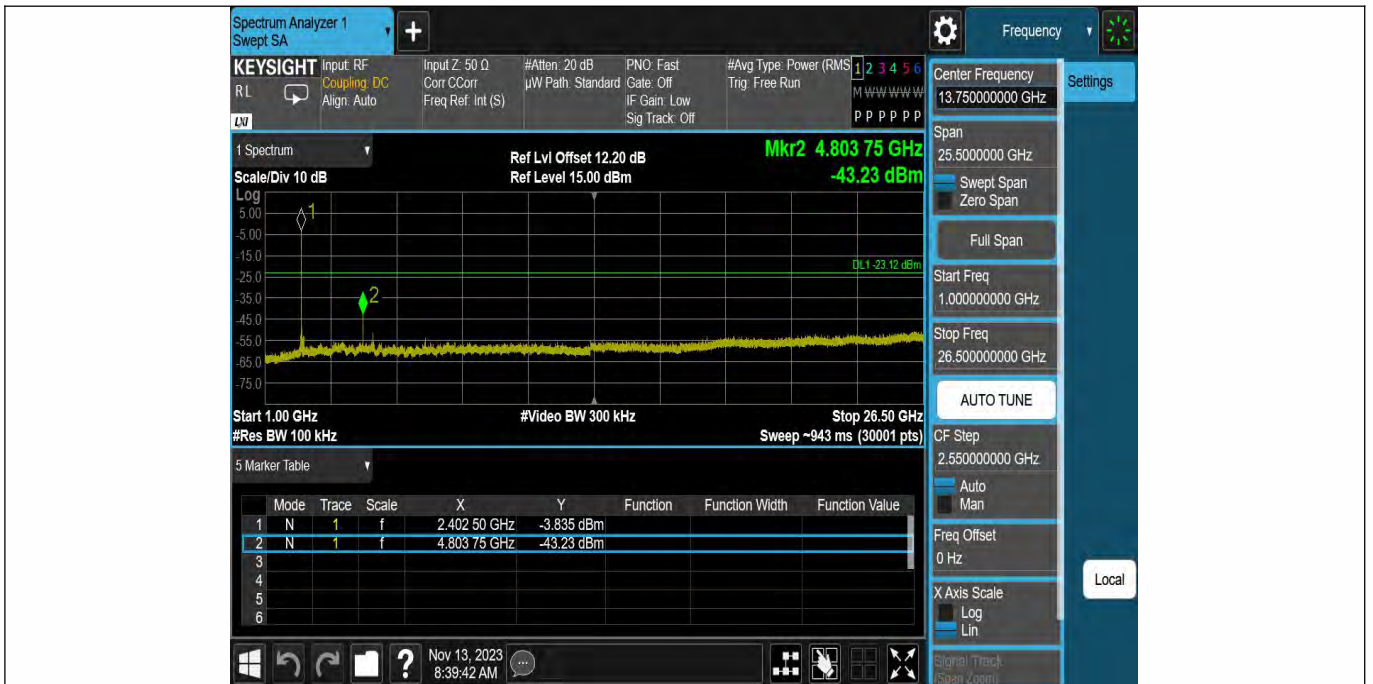 Spectrum Analyzer 1
Swept SA
+
Frequency
KEYSIGHT
RL
LXI
Input: RF
Coupling: DC
Align: Auto
Input Z: 50 Ω
Corr CCorr
Freq Ref: Int (S)
#Atten: 20 dB
µW Path: Standard
PNO: Fast
Gate: Off
IF Gain: Low
Sig Track: Off
#Avg Type: Power (RMS
Trig: Free Run
1 2 3 4 5 6
M W W W W W
P P P P P P
1 Spectrum
Scale/Div 10 dB
Ref Lvl Offset 12.20 dB
Ref Level 15.00 dBm
Mkr2 4.803 75 GHz
-43.23 dBm
Log
5.00
-5.00
-15.0
-25.0
-35.0
-45.0
-55.0
-65.0
-75.0
1
2
DL1 -23.12 dBm
Start 1.00 GHz
#Res BW 100 kHz
#Video BW 300 kHz
Stop 26.50 GHz
Sweep ~943 ms (30001 pts)
5 Marker Table
Mode Trace Scale X Y Function Function Width Function Value
1 N 1 f 2.402 50 GHz -3.835 dBm
2 N 1 f 4.803 75 GHz -43.23 dBm
3
4
5
6
Nov 13, 2023
8:39:42 AM
?
Center Frequency
13.750000000 GHz
Settings
Span
25.5000000 GHz
Swept Span
Zero Span
Full Span
Start Freq
1.000000000 GHz
Stop Freq
26.500000000 GHz
AUTO TUNE
CF Step
2.550000000 GHz
Auto
Man
Freq Offset
0 Hz
X Axis Scale
Log
Lin
Signal Track
(Span Zoom)
Local